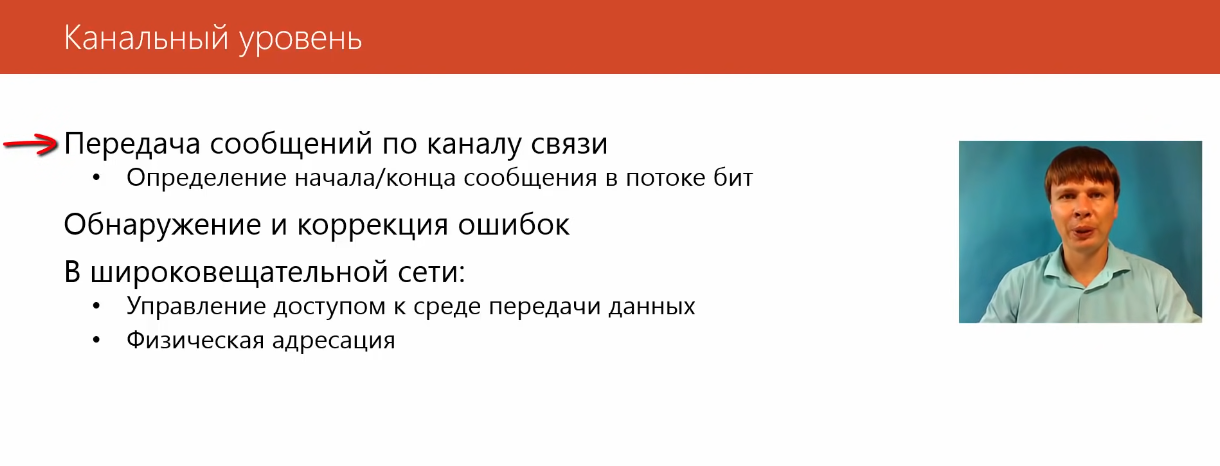 Канальный уровень
Передача сообщений по каналу связи
• Определение начала/конца сообщения в потоке бит
Обнаружение и коррекция ошибок
В широковещательной сети:
• Управление доступом к среде передачи данных
• Физическая адресация